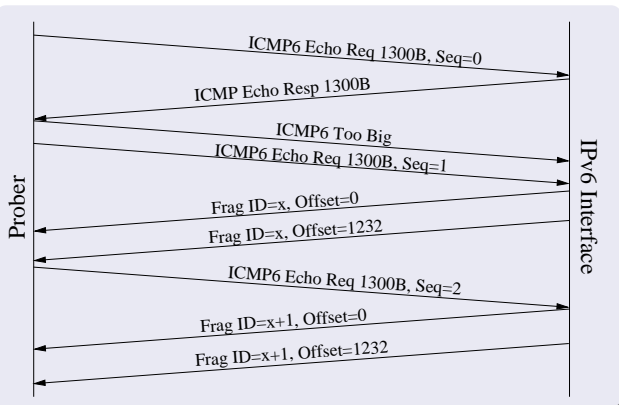 ICMP6 Echo Req 1300B, Seq=0
ICMP Echo Resp 1300B
ICMP6 Too Big
ICMP6 Echo Req 1300B, Seq=1
Frag ID=x, Offset=0
Frag ID=x, Offset=1232
ICMP6 Echo Req 1300B, Seq=2
Frag ID=x+1, Offset=0
Frag ID=x+1, Offset=1232
Prober
IPv6 Interface